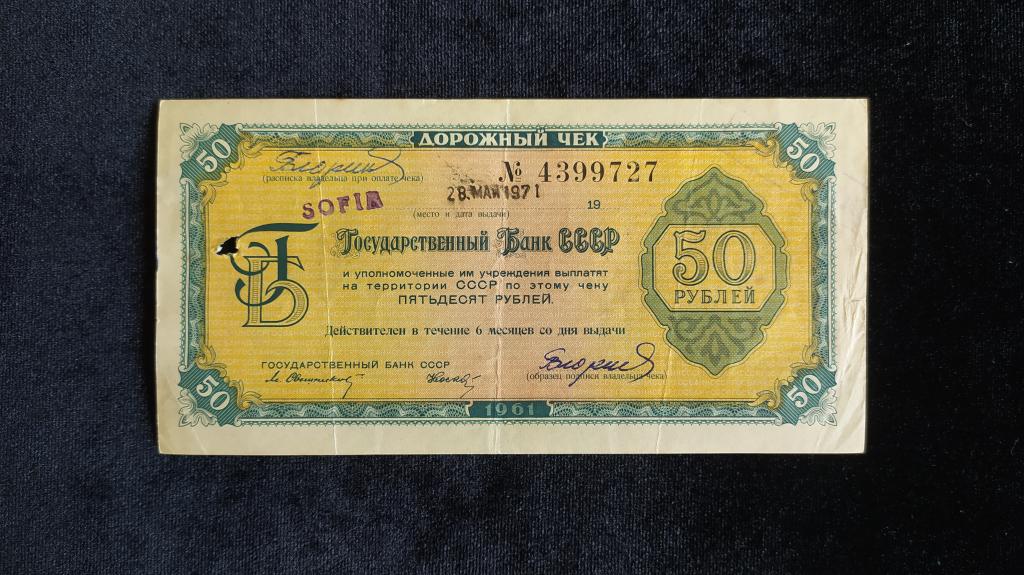 ДОРОЖНЫЙ ЧЕК
50
50
№ 4399727
(расписка владельца при оплате чека)
SOFIA
28.МАЙ 1971
19
(место и дата выдачи)
Государственный Банк СССР
и уполномоченные им учреждения выплатят
на территории СССР по этому чеку
ПЯТЬДЕСЯТ РУБЛЕЙ.
50
РУБЛЕЙ
Действителен в течение 6 месяцев со дня выдачи
ГОСУДАРСТВЕННЫЙ БАНК СССР
(образец подписи владельца чека)
50
50
1961